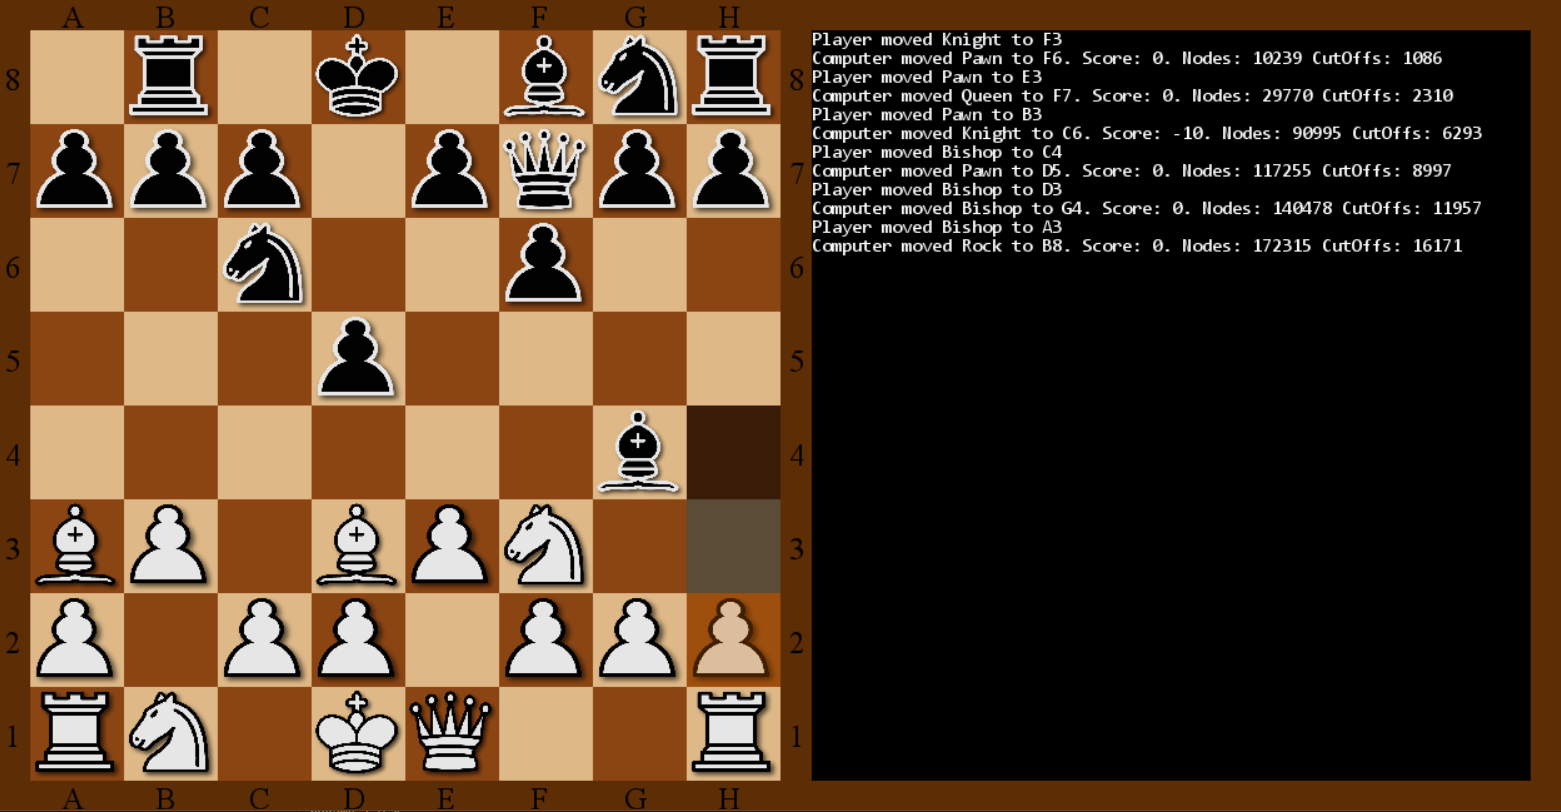 A B C D E F G H
8 8
7 7
6 6
5 5
4 4
3 3
2 2
1 1
A B C D E F G H
Player moved Knight to F3
Computer moved Pawn to F6. Score: 0. Nodes: 10239 CutOffs: 1086
Player moved Pawn to E3
Computer moved Queen to F7. Score: 0. Nodes: 29770 CutOffs: 2310
Player moved Pawn to B3
Computer moved Knight to C6. Score: -10. Nodes: 90995 CutOffs: 6293
Player moved Bishop to C4
Computer moved Pawn to D5. Score: 0. Nodes: 117255 CutOffs: 8997
Player moved Bishop to D3
Computer moved Bishop to G4. Score: 0. Nodes: 140478 CutOffs: 11957
Player moved Bishop to A3
Computer moved Rock to B8. Score: 0. Nodes: 172315 CutOffs: 16171